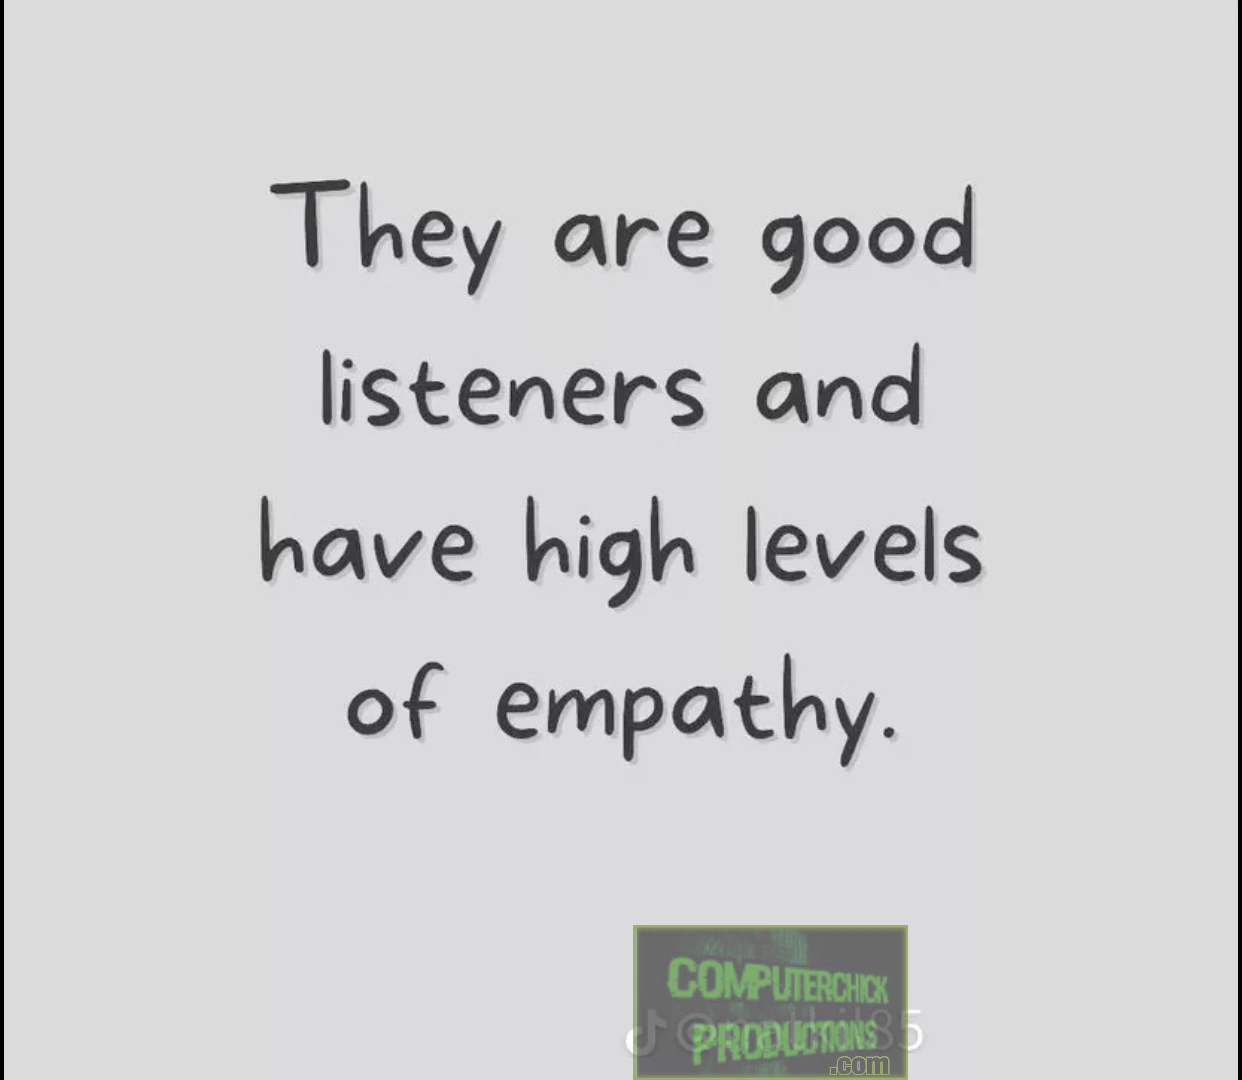 They are good
listeners and
have high levels
of empathy.
COMPUTERCHICK
PRODUCTIONS
.com